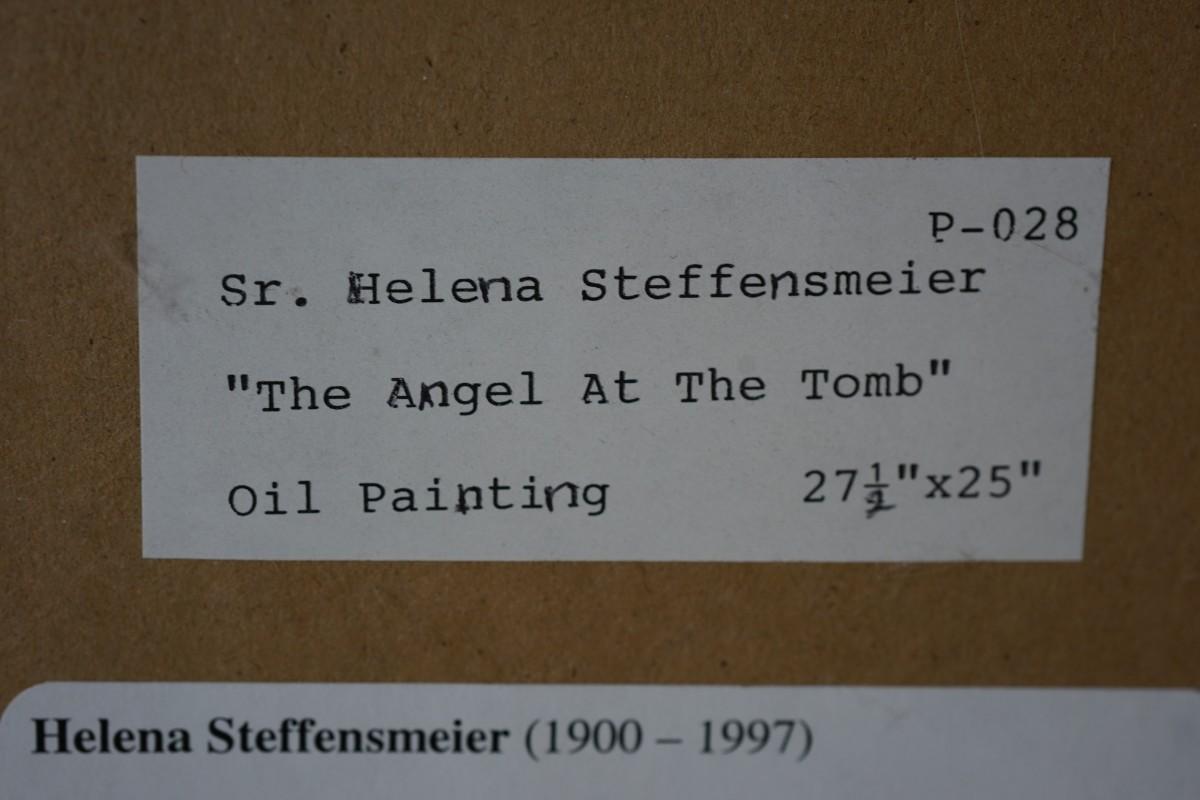 P-028
Sr. Helena Steffensmeier
"The Angel At The Tomb"
Oil Painting 27½"x25"
Helena Steffensmeier (1900 – 1997)